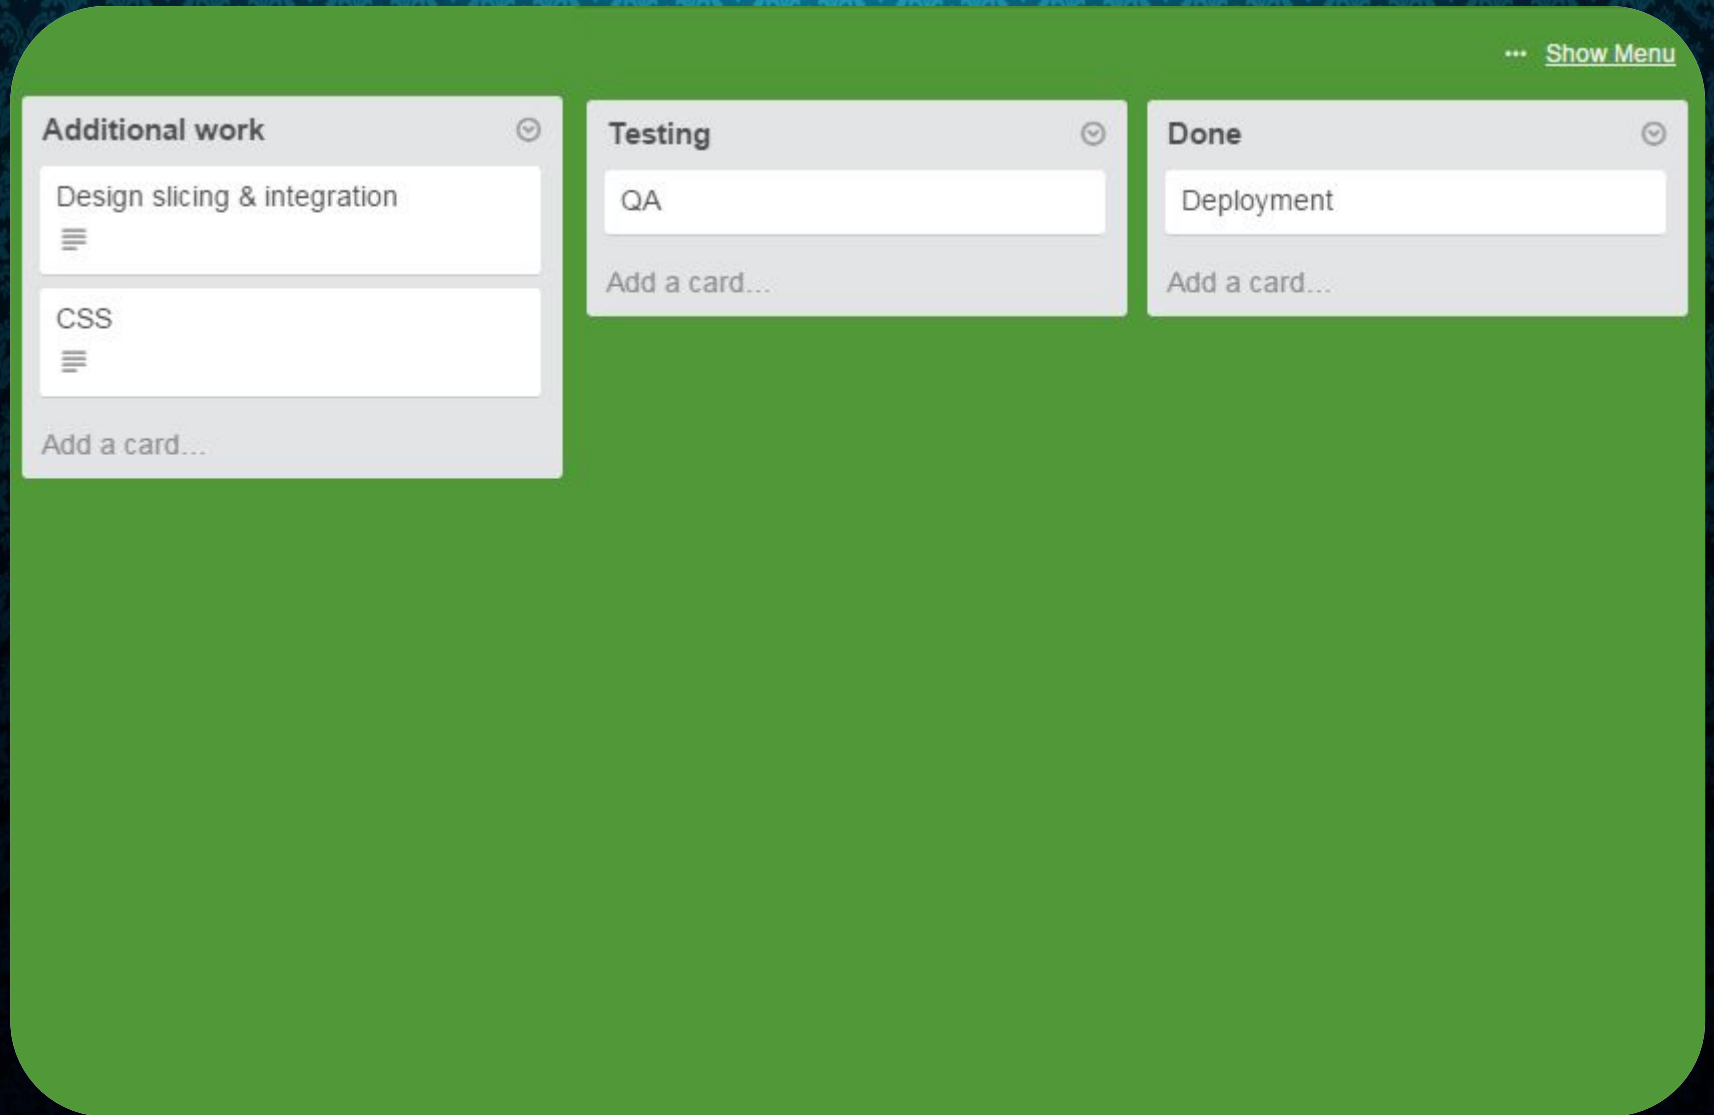 ... Show Menu
Additional work
Design slicing & integration
CSS
Add a card...
Testing
QA
Add a card...
Done
Deployment
Add a card...